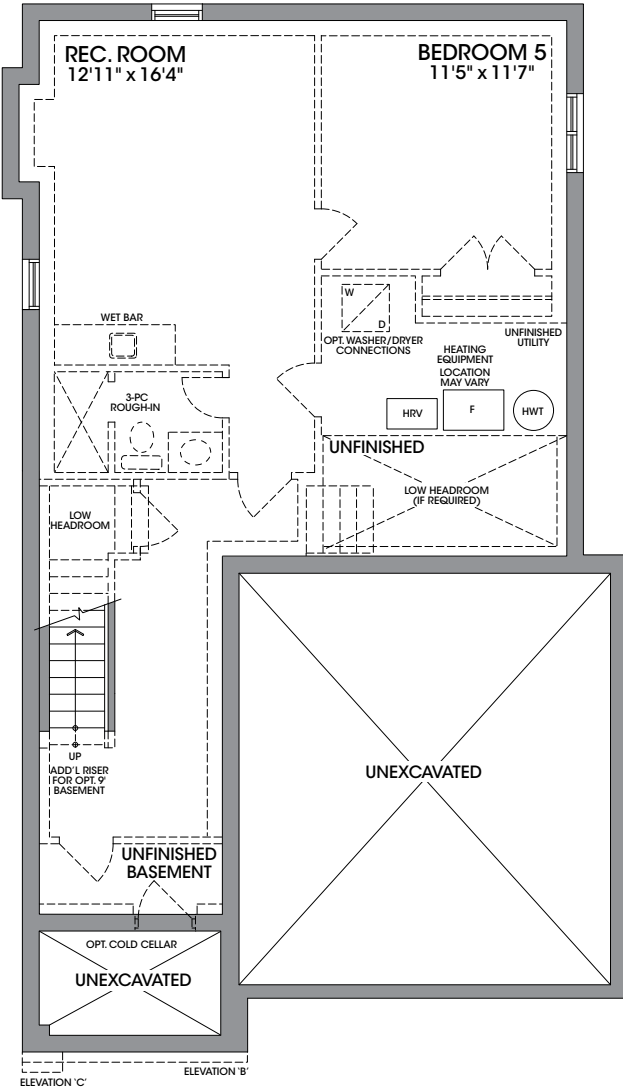 REC. ROOM
12'11" x 16'4"
BEDROOM 5
11'5" x 11'7"
WET BAR
W
D
OPT. WASHER/DRYER
CONNECTIONS
UNFINISHED
UTILITY
HEATING
EQUIPMENT
LOCATION
MAY VARY
3-PC
ROUGH-IN
HRV
F
HWT
UNFINISHED
LOW HEADROOM
(IF REQUIRED)
LOW
HEADROOM
UP
ADD'L RISER
FOR OPT. 9'
BASEMENT
UNEXCAVATED
UNFINISHED
BASEMENT
OPT. COLD CELLAR
UNEXCAVATED
ELEVATION 'B'
ELEVATION 'C'